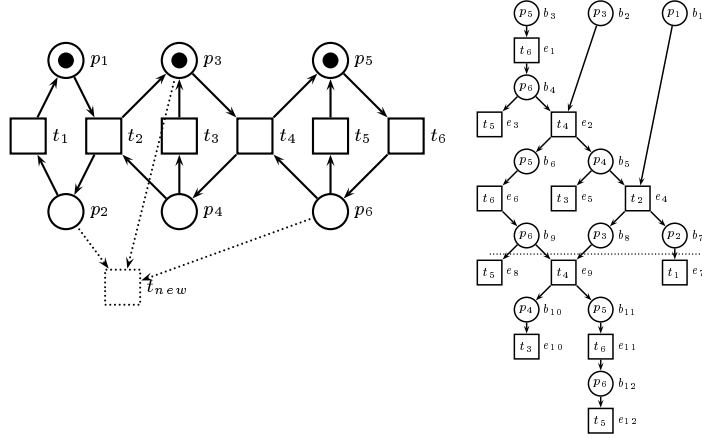 p1 p3 p5
t1 t2 t3 t4 t5 t6
p2 p4 p6
tnew
p5 b3 p3 b2 p1 b1
t6 e1
p6 b4
t5 e3 t4 e2
p5 b6 p4 b5
t6 e6 t3 e5 t2 e4
p6 b9 p3 b8 p2 b7
t5 e8 t4 e9 t1 e7
p4 b10 p5 b11
t3 e10 t6 e11
p6 b12
t5 e12